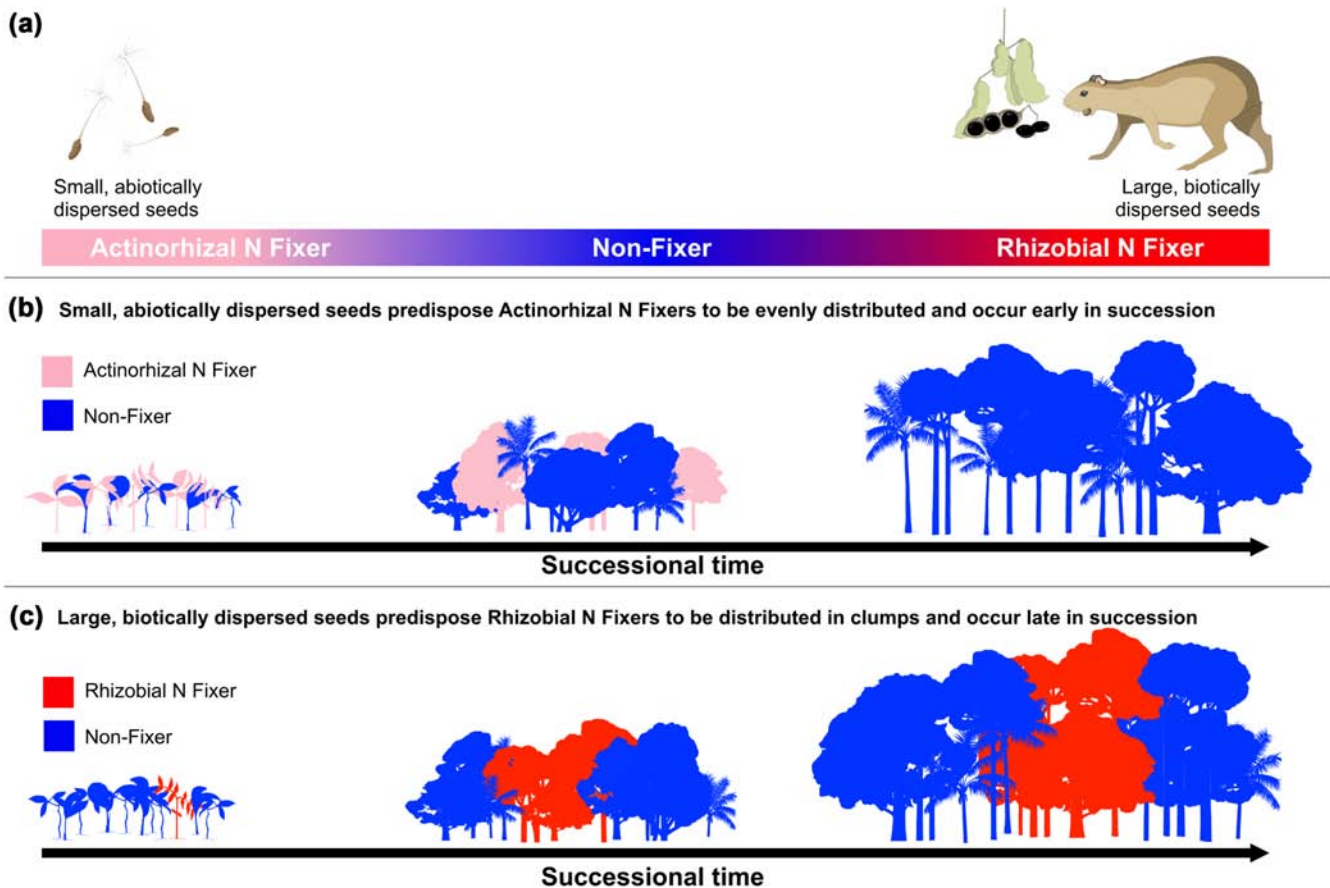 (a)
Small, abiotically
dispersed seeds
Large, biotically
dispersed seeds
Actinorhizal N Fixer
Non-Fixer
Rhizobial N Fixer
(b) Small, abiotically dispersed seeds predispose Actinorhizal N Fixers to be evenly distributed and occur early in succession
Actinorhizal N Fixer
Non-Fixer
Successional time
(c) Large, biotically dispersed seeds predispose Rhizobial N Fixers to be distributed in clumps and occur late in succession
Rhizobial N Fixer
Non-Fixer
Successional time